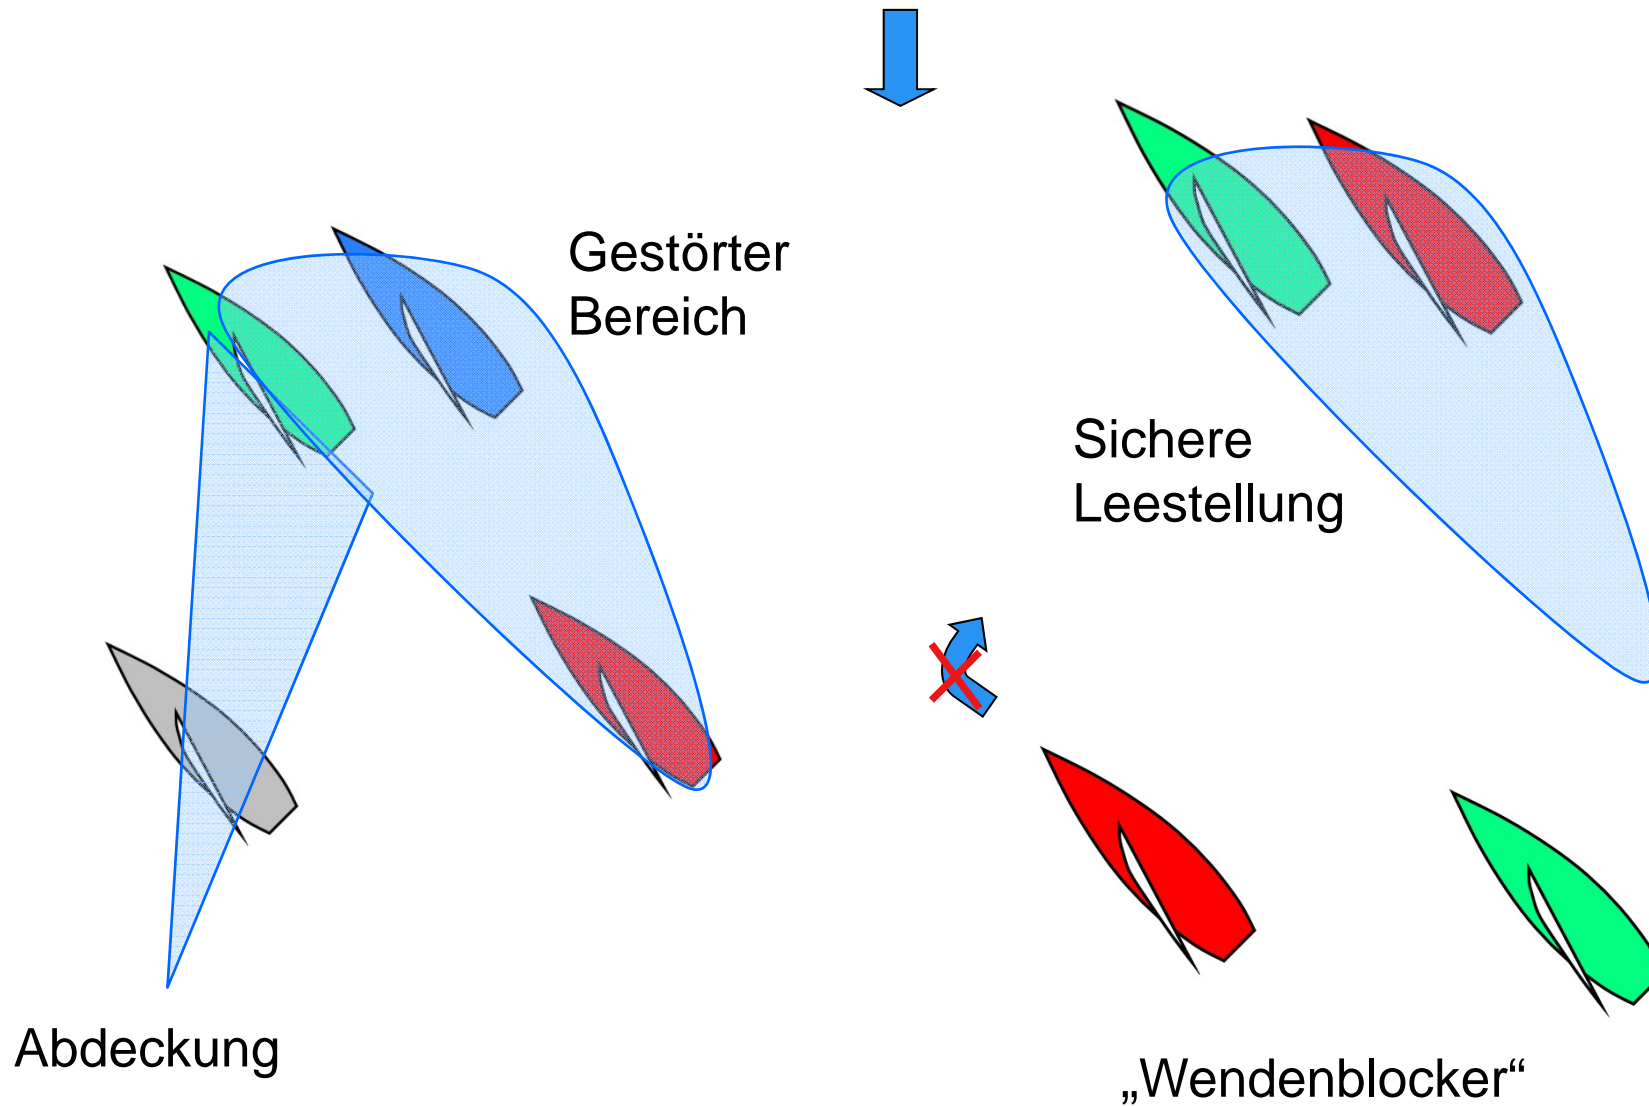 Gestörter
Bereich
Sichere
Leestellung
Abdeckung
„Wendenblocker“